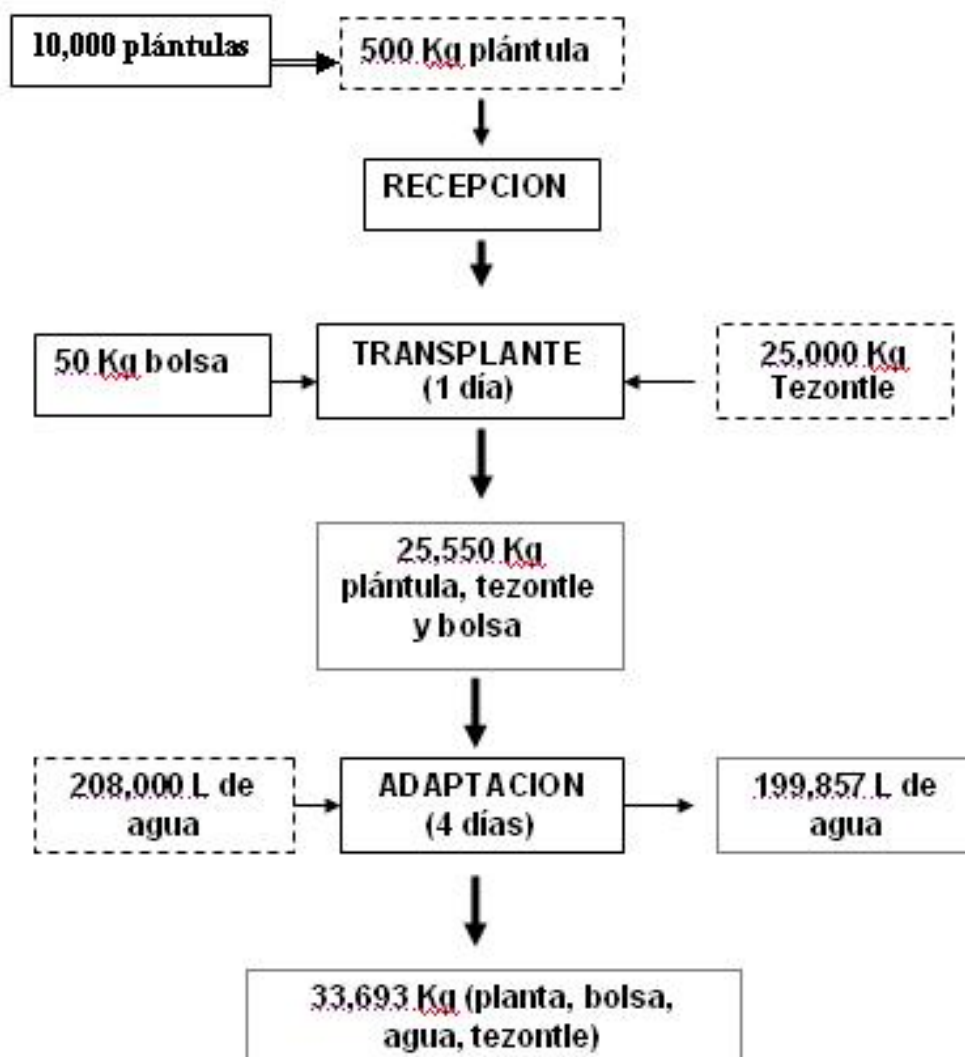 10,000 plántulas
500 Kg plántula
RECEPCION
50 Kg bolsa
TRANSPLANTE
(1 día)
25,000 Kg
Tezontle
25,550 Kg
plántula, tezontle
y bolsa
208,000 L de
agua
ADAPTACION
(4 días)
199,857 L de
agua
33,693 Kg (planta, bolsa,
agua, tezontle)